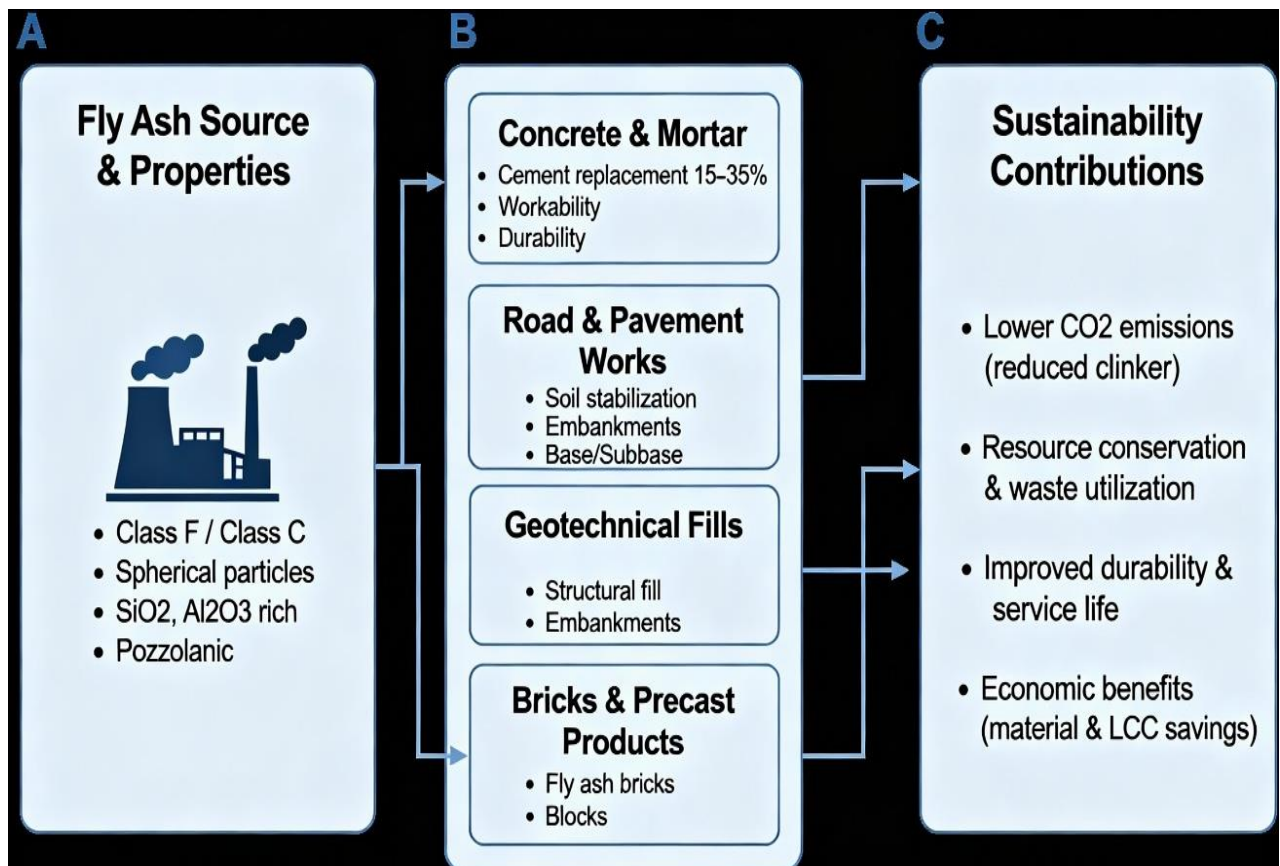 A
Fly Ash Source
& Properties
• Class F / Class C
• Spherical particles
• SiO2, Al2O3 rich
• Pozzolanic
B
Concrete & Mortar
• Cement replacement 15–35%
• Workability
• Durability
Road & Pavement
Works
• Soil stabilization
• Embankments
• Base/Subbase
Geotechnical Fills
• Structural fill
• Embankments
Bricks & Precast
Products
• Fly ash bricks
• Blocks
C
Sustainability
Contributions
• Lower CO2 emissions
(reduced clinker)
• Resource conservation
& waste utilization
• Improved durability &
service life
• Economic benefits
(material & LCC savings)